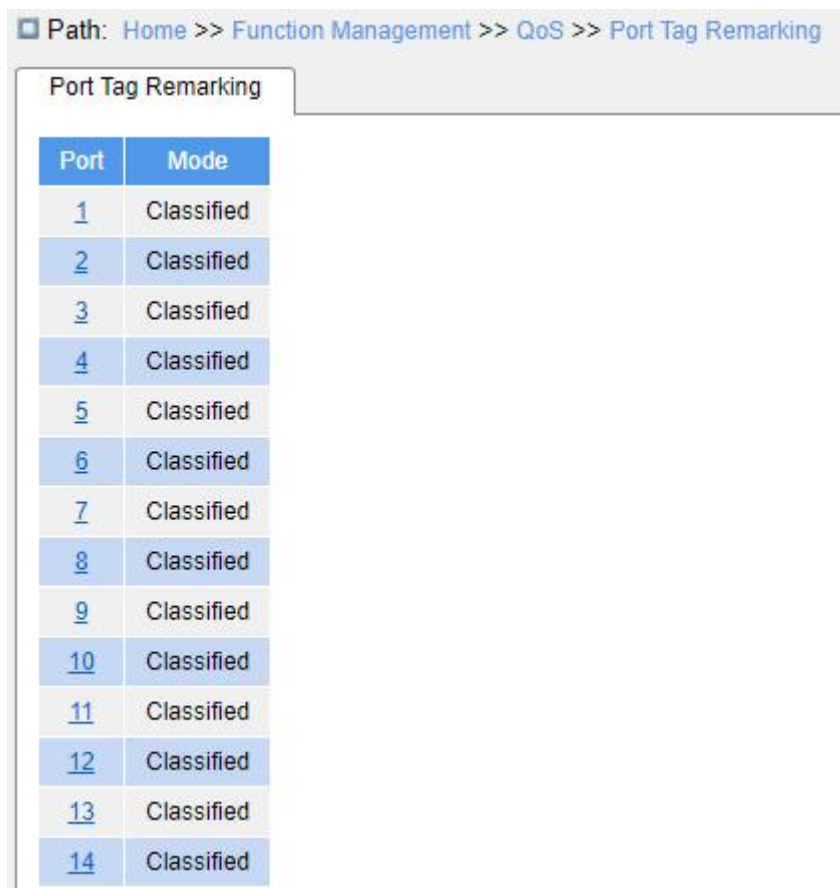 Path: Home >> Function Management >> QoS >> Port Tag Remarking
Port Tag Remarking
Port Mode
1 Classified
2 Classified
3 Classified
4 Classified
5 Classified
6 Classified
7 Classified
8 Classified
9 Classified
10 Classified
11 Classified
12 Classified
13 Classified
14 Classified